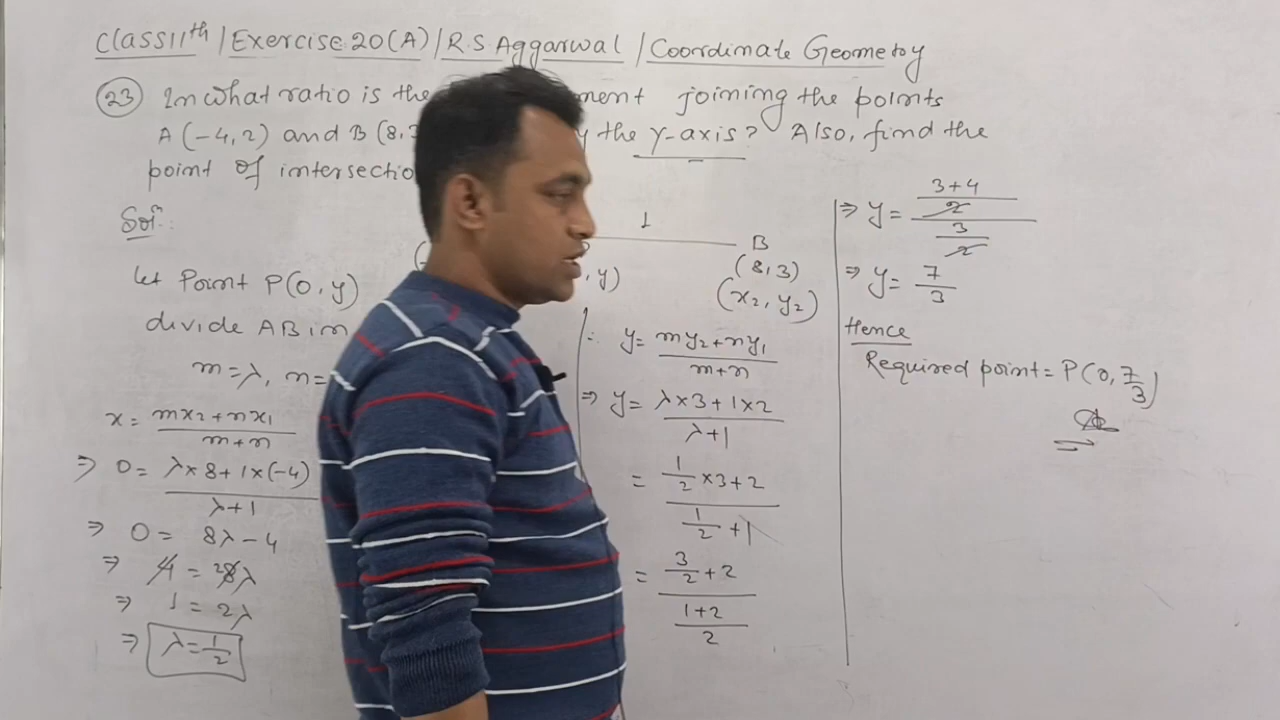 Class 11th / Exercise 20(A) / R.S Aggarwal / Coordinate Geometry
(23) In what ratio is the joining the points
A(-4,2) and B(8, the y-axis? Also, find the
point of intersectio
Soln:
let Point P(0, y)
divide AB in
m=λ, n=
x = (mx₂+nx₁)/(m+n)
⇒ 0 = (λ×8+1×(-4))/(λ+1)
⇒ 0 = 8λ-4
⇒ 4 = 8λ
⇒ 1 = 2λ
⇒ λ=1/2
1
B
, y)
(8,3)
(x₂, y₂)
∴ y = (my₂+ny₁)/(m+n)
⇒ y = (λ×3+1×2)/(λ+1)
= (1/2×3+2)/(1/2+1)
= (3/2+2)/((1+2)/2)
⇒ y = ((3+4)/2)/(3/2)
⇒ y = 7/3
Hence
Required point = P(0, 7/3)